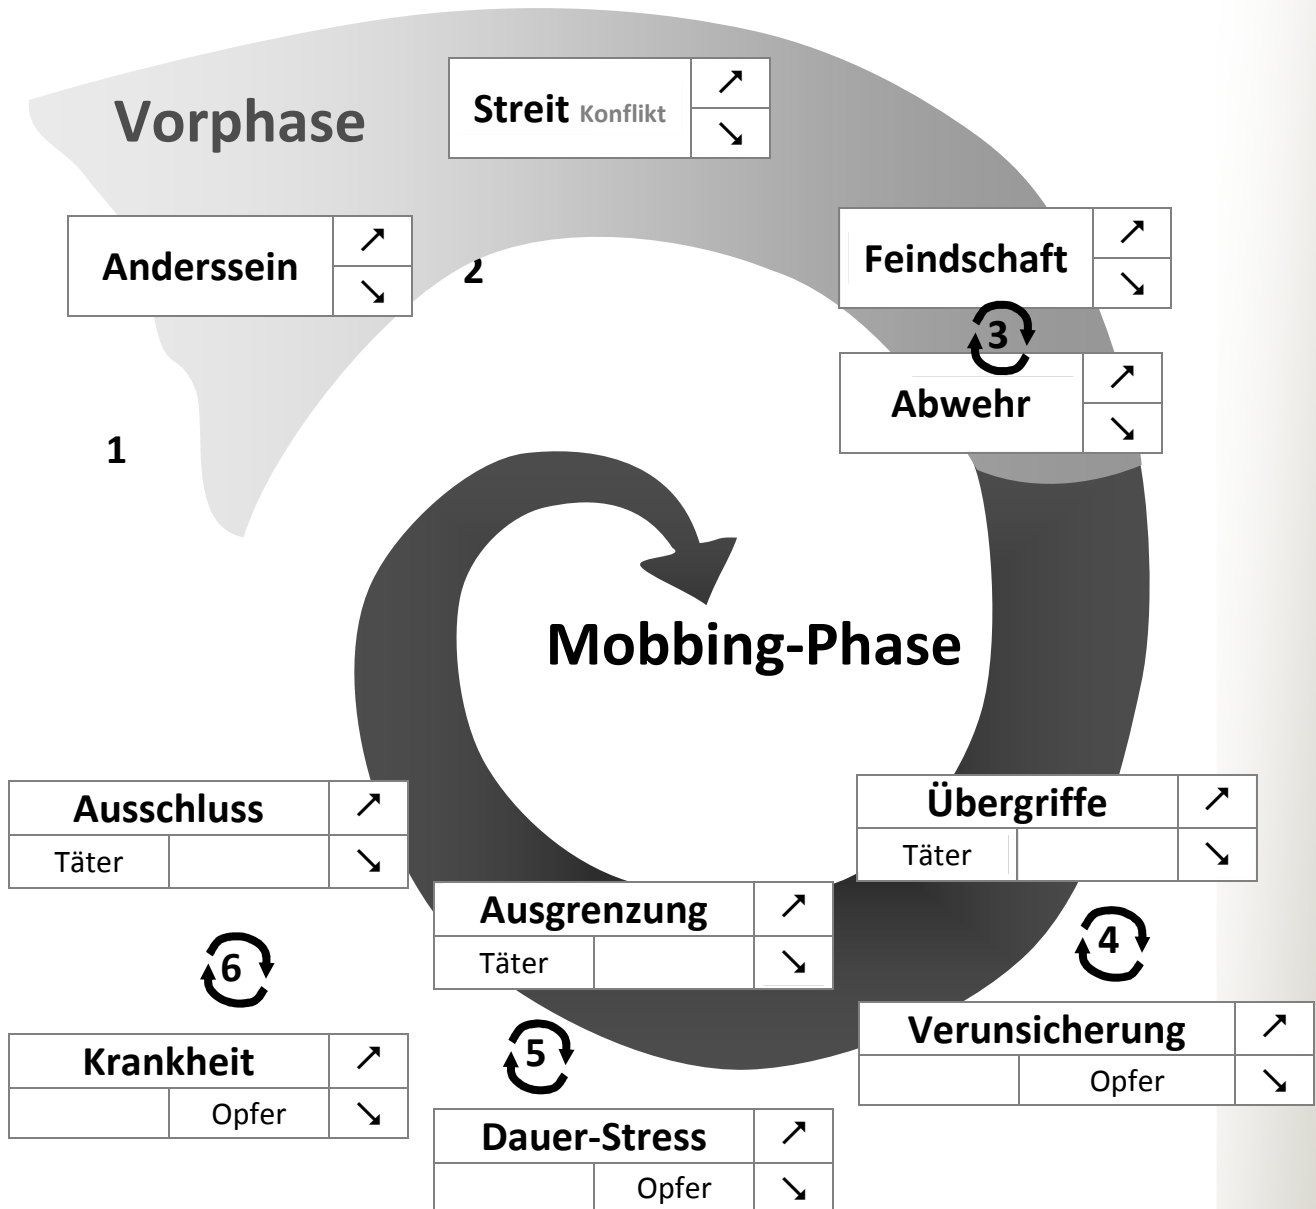 Vorphase
Streit Konflikt
↗
↘
Anderssein
↗
↘
2
1
Feindschaft
↗
↘
3
Abwehr
↗
↘
Mobbing-Phase
Übergriffe
↗
Täter
↘
4
Verunsicherung
↗
Opfer
↘
Ausgrenzung
↗
Täter
↘
5
Dauer-Stress
↗
Opfer
↘
Ausschluss
↗
Täter
↘
6
Krankheit
↗
Opfer
↘